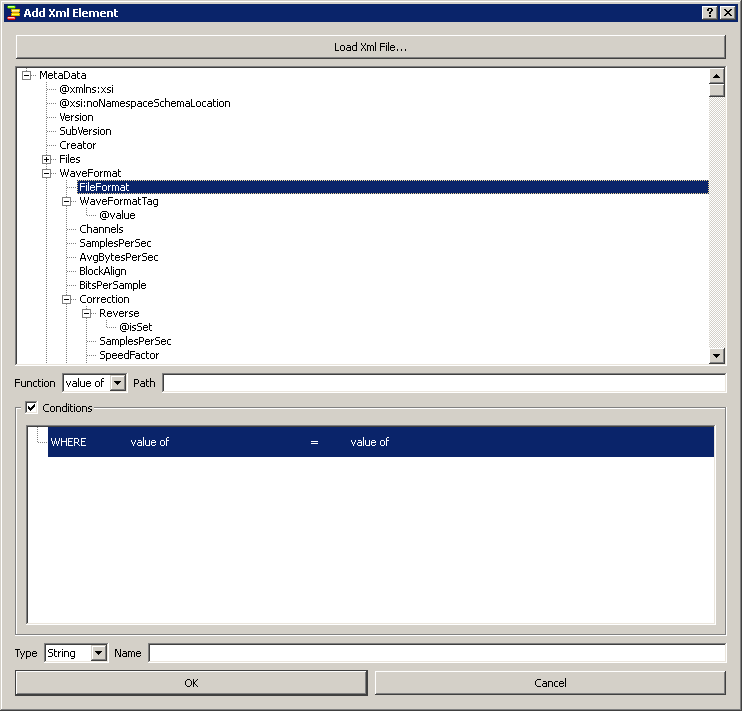 Add Xml Element
Load Xml File...
MetaData
@xmlns:xsi
@xsi:noNamespaceSchemaLocation
Version
SubVersion
Creator
Files
WaveFormat
FileFormat
WaveFormatTag
@value
Channels
SamplesPerSec
AvgBytesPerSec
BlockAlign
BitsPerSample
Correction
Reverse
@isSet
SamplesPerSec
SpeedFactor
Function value of Path
Conditions
WHERE value of = value of
Type String Name
OK Cancel